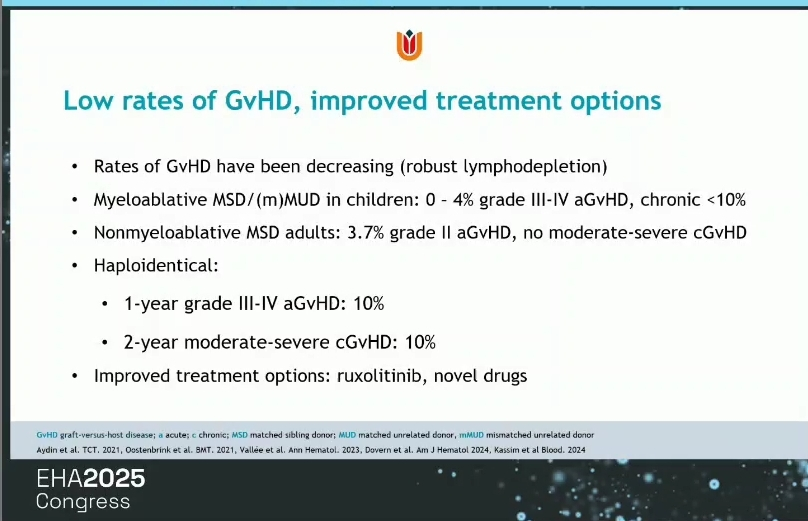 Low rates of GvHD, improved treatment options
• Rates of GvHD have been decreasing (robust lymphodepletion)
• Myeloablative MSD/(m)MUD in children: 0 – 4% grade III-IV aGvHD, chronic <10%
• Nonmyeloablative MSD adults: 3.7% grade II aGvHD, no moderate-severe cGvHD
• Haploidentical:
• 1-year grade III-IV aGvHD: 10%
• 2-year moderate-severe cGvHD: 10%
• Improved treatment options: ruxolitinib, novel drugs
GvHD graft-versus-host disease; a acute; c chronic; MSD matched sibling donor; MUD matched unrelated donor, mMUD mismatched unrelated donor
Aydin et al. TCT. 2021, Oostenbrink et al. BMT. 2021, Vallée et al. Ann Hematol. 2023, Dovern et al. Am J Hematol 2024, Kassim et al Blood. 2024
EHA2025
Congress